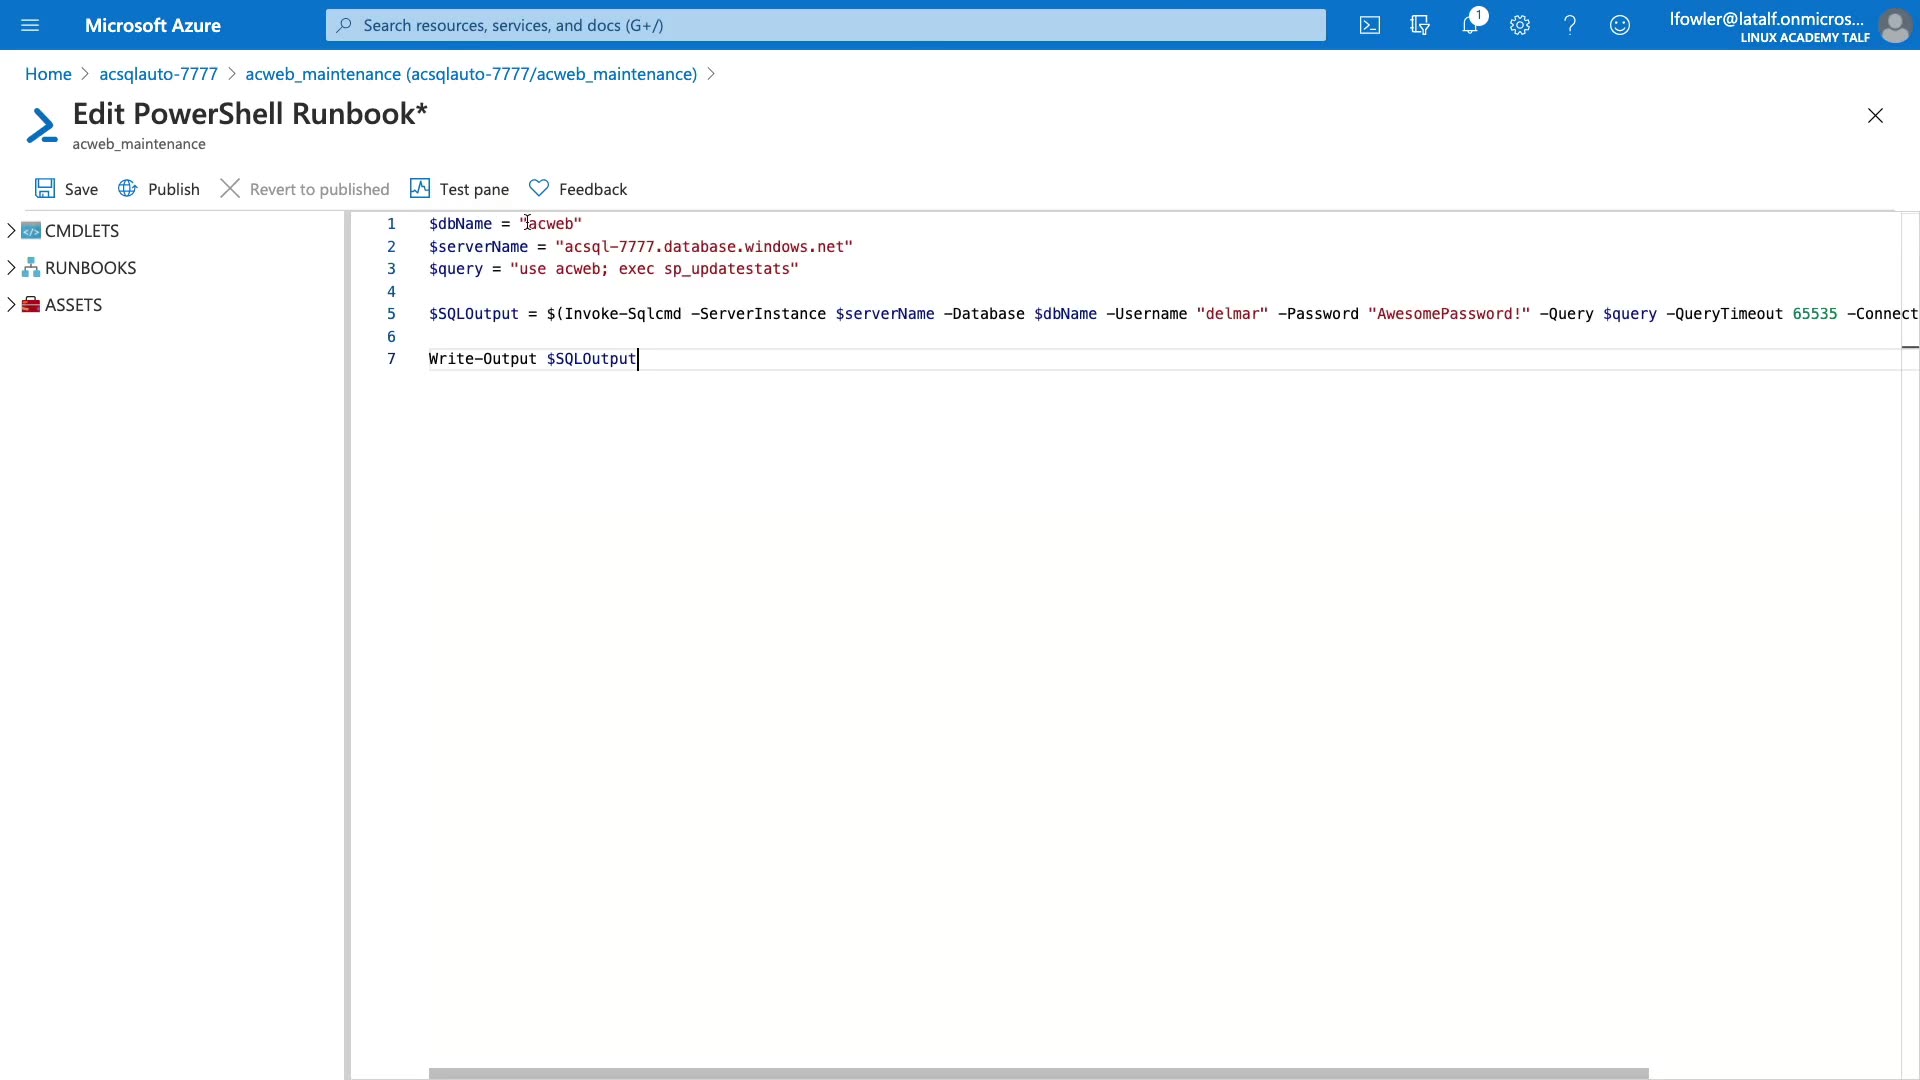 Microsoft Azure
Search resources, services, and docs (G+/)
1
lfowler@latalf.onmicros...
LINUX ACADEMY TALF
Home > acsqlauto-7777 > acweb_maintenance (acsqlauto-7777/acweb_maintenance) >
Edit PowerShell Runbook*
acweb_maintenance
Save Publish Revert to published Test pane Feedback
CMDLETS
RUNBOOKS
ASSETS
1 $dbName = "acweb"
2 $serverName = "acsql-7777.database.windows.net"
3 $query = "use acweb; exec sp_updatestats"
4
5 $SQLOutput = $(Invoke-Sqlcmd -ServerInstance $serverName -Database $dbName -Username "delmar" -Password "AwesomePassword!" -Query $query -QueryTimeout 65535 -Connect
6
7 Write-Output $SQLOutput